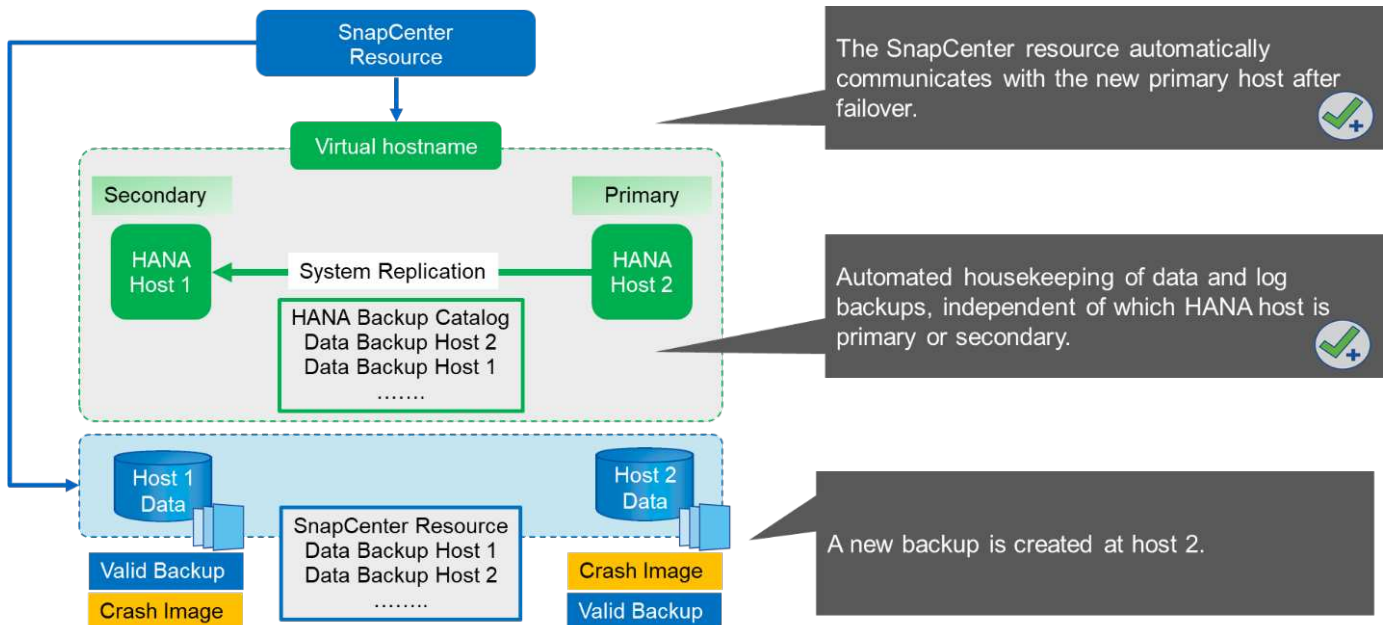 SnapCenter
Resource
Virtual hostname
Secondary
Primary
HANA
Host 1
System Replication
HANA
Host 2
HANA Backup Catalog
Data Backup Host 2
Data Backup Host 1
.......
Host 1
Data
Host 2
Data
SnapCenter Resource
Data Backup Host 1
Data Backup Host 2
........
Valid Backup
Crash Image
Crash Image
Valid Backup
The SnapCenter resource automatically
communicates with the new primary host after
failover.
Automated housekeeping of data and log
backups, independent of which HANA host is
primary or secondary.
A new backup is created at host 2.